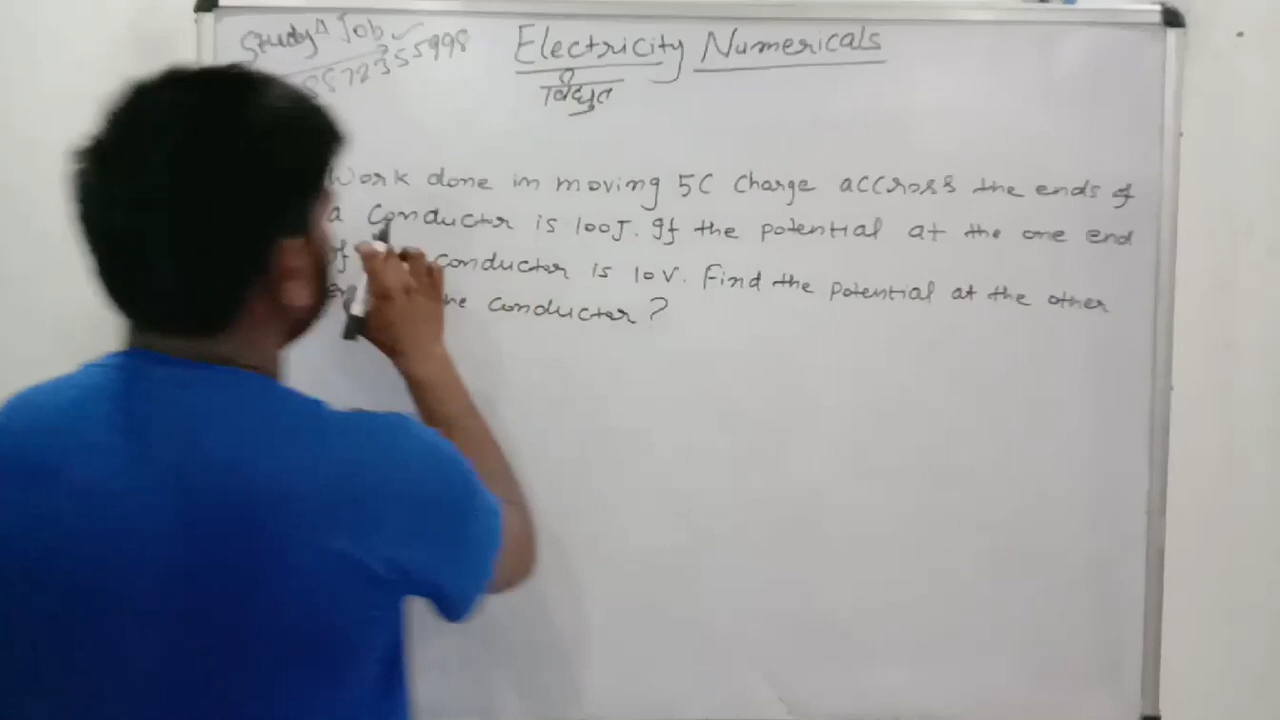 Study Job
Electricity Numericals
विद्युत
Work done in moving 5C Charge accross the ends of
a Conductor is 100J. If the potential at the one end
of conductor is 10V. Find the potential at the other
Conductor?